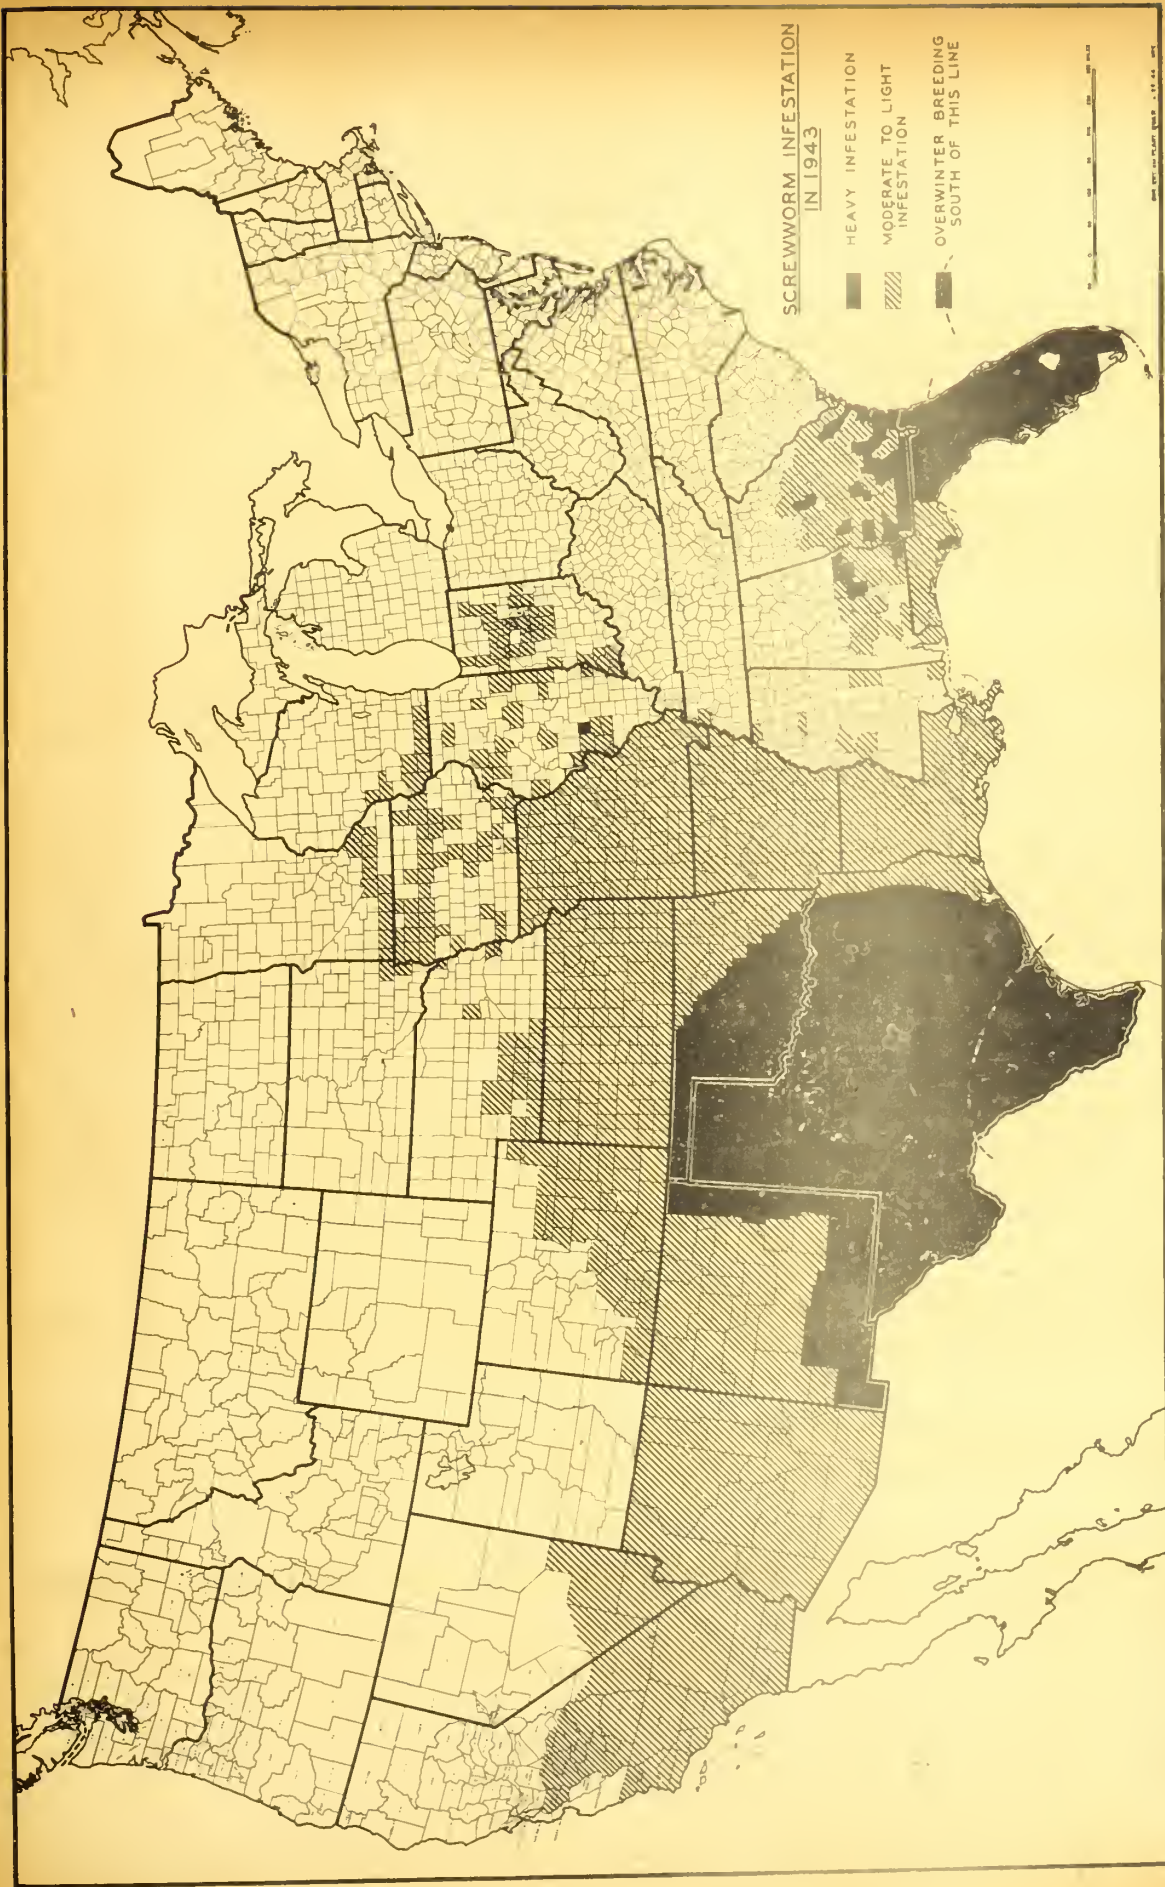 SCREWWORM INFESTATION
IN 1943
HEAVY INFESTATION
MODERATE TO LIGHT
INFESTATION
OVERWINTER BREEDING
SOUTH OF THIS LINE